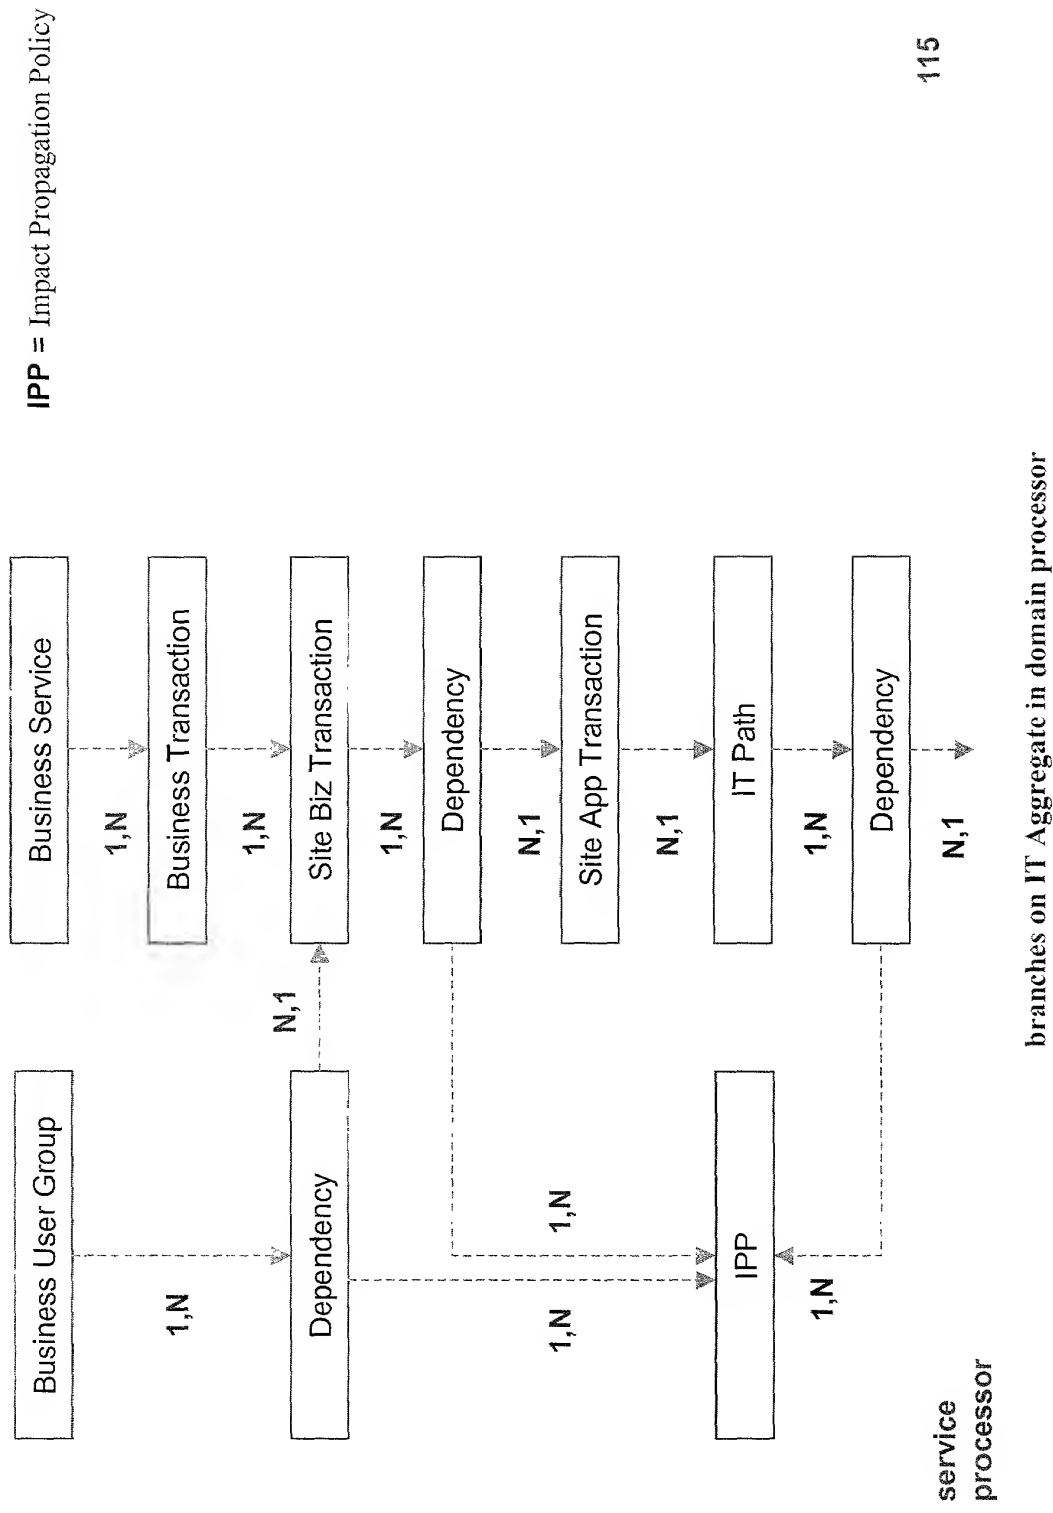 IPP = Impact Propagation Policy
Business User Group
Business Service
1,N
Business Transaction
1,N
1,N
Dependency
N,1
Site Biz Transaction
1,N
Dependency
N,1
Site App Transaction
1,N
1,N
N,1
IPP
IT Path
1,N
1,N
Dependency
N,1
service
processor
115
branches on IT Aggregate in domain processor